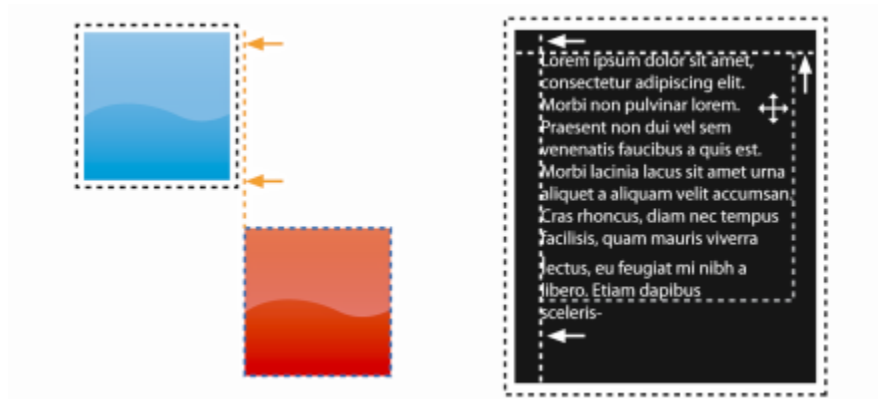 Lorem ipsum dolor sit amet,
consectetur adipiscing elit.
Morbi non pulvinar lorem.
Praesent non dui vel sem
venenatis faucibus a quis est.
Morbi lacinia lacus sit amet urna
aliquet a aliquam velit accumsan.
Cras rhoncus, diam nec tempus
facilisis, quam mauris viverra
lectus, eu feugiat mi nibh a
libero. Etiam dapibus
sceleris-